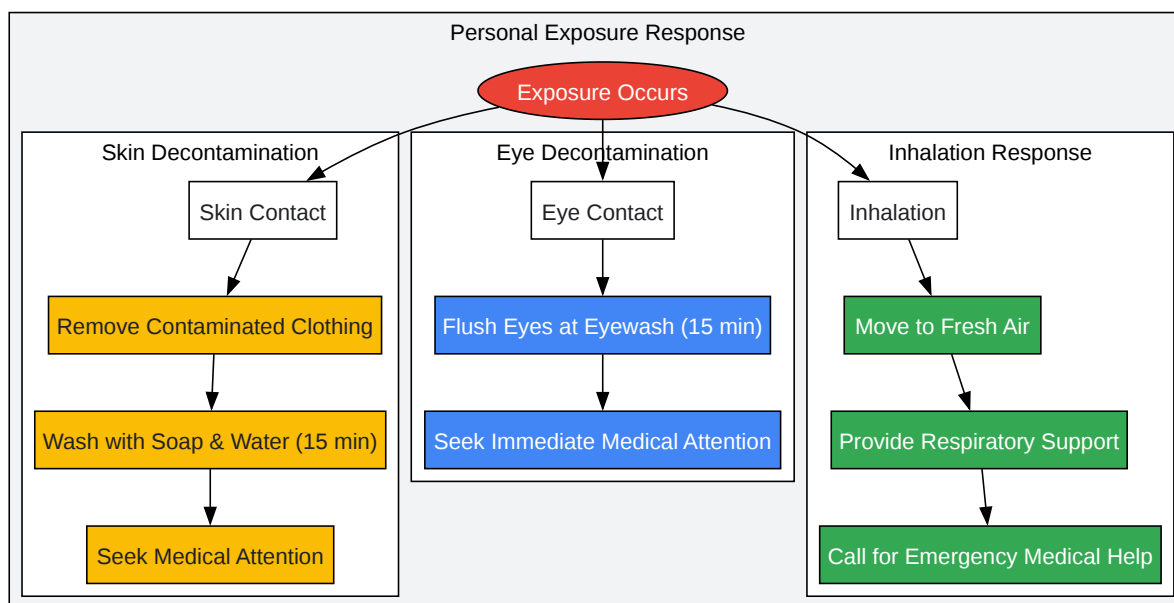 Personal Exposure Response
Exposure Occurs
Skin Decontamination
Skin Contact
Remove Contaminated Clothing
Wash with Soap & Water (15 min)
Seek Medical Attention
Eye Decontamination
Eye Contact
Flush Eyes at Eyewash (15 min)
Seek Immediate Medical Attention
Inhalation Response
Inhalation
Move to Fresh Air
Provide Respiratory Support
Call for Emergency Medical Help